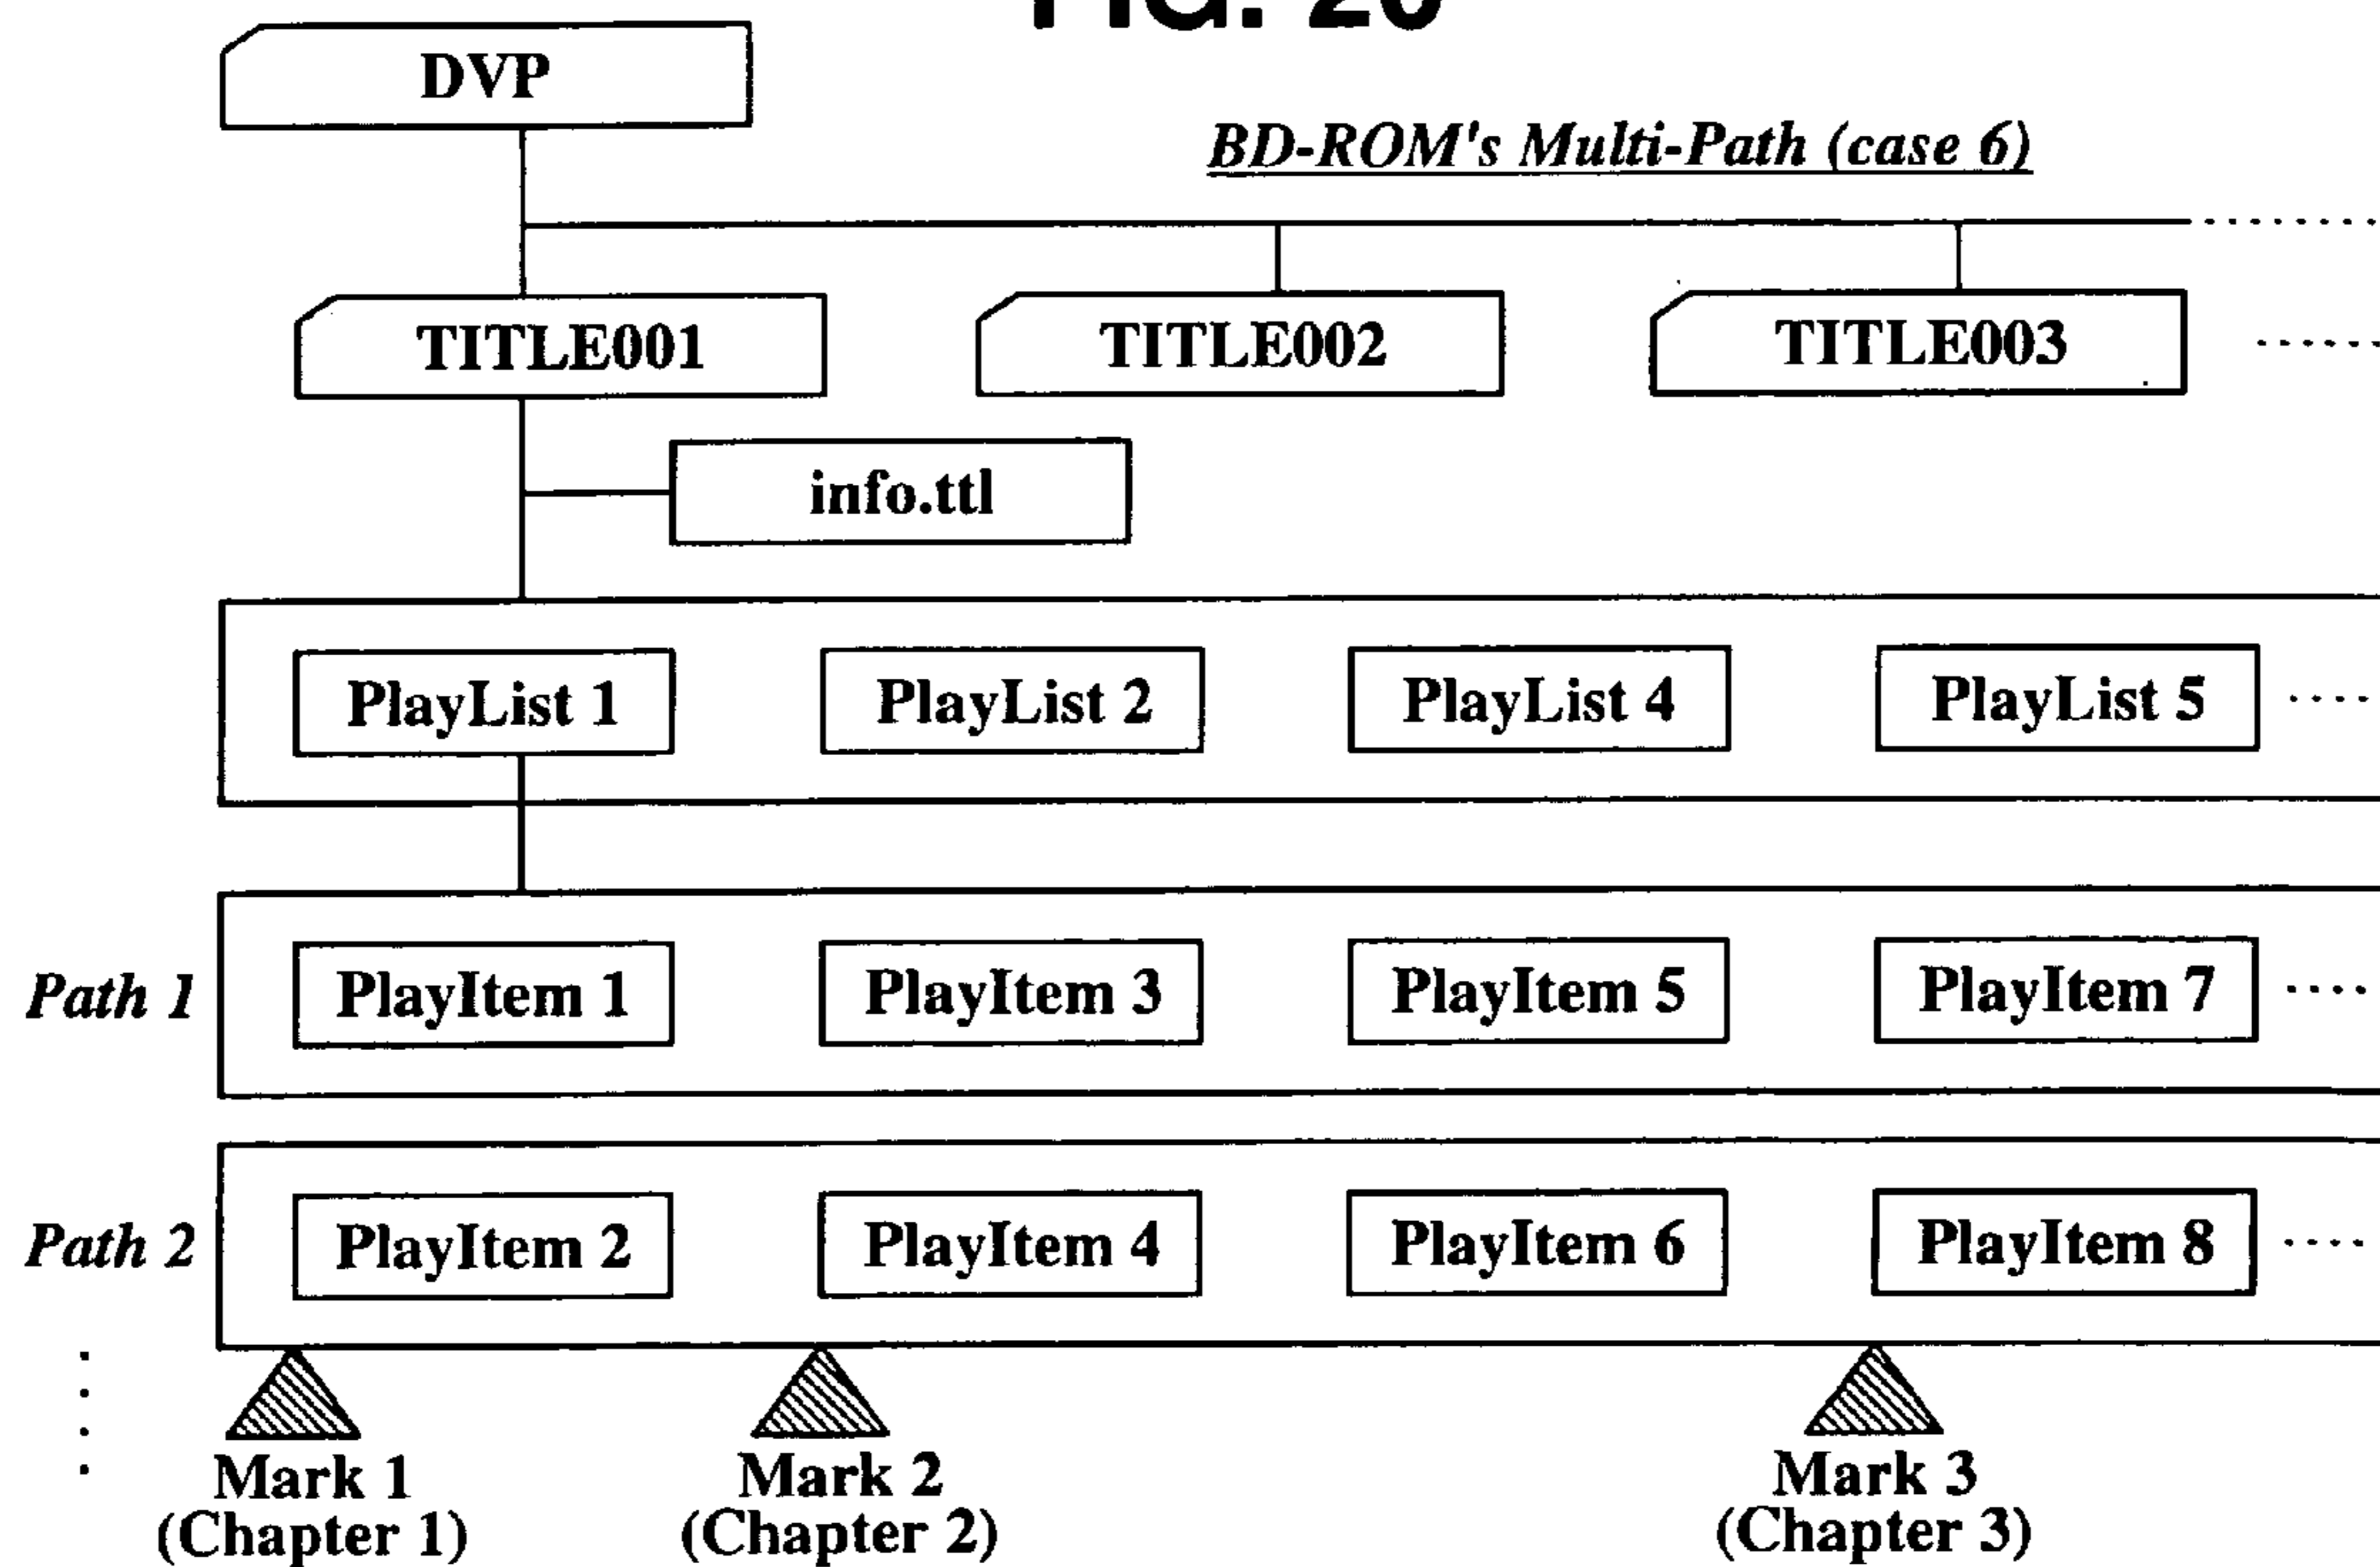 FIG. 20
DVP
BD-ROM's Multi-Path (case 6)
TITLE001
TITLE002
TITLE003
info.ttl
PlayList 1
PlayList 2
PlayList 4
PlayList 5
Path 1
PlayItem 1
PlayItem 3
PlayItem 5
PlayItem 7
Path 2
PlayItem 2
PlayItem 4
PlayItem 6
PlayItem 8
Mark 1
(Chapter 1)
Mark 2
(Chapter 2)
Mark 3
(Chapter 3)